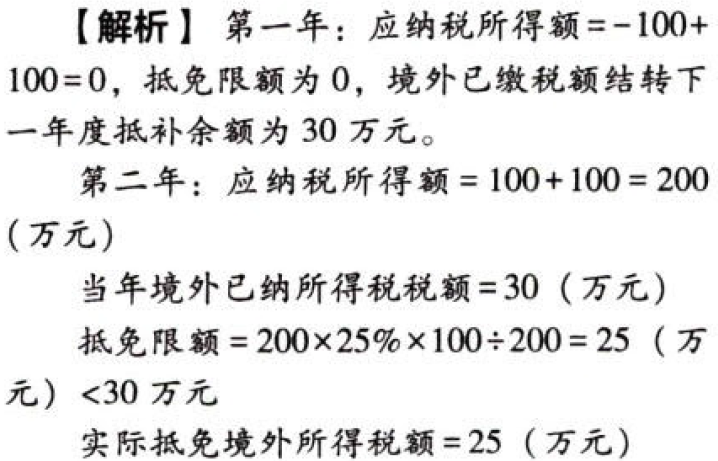 【解析】 第一年：应纳税所得额=-100+
100=0，抵免限额为 0，境外已缴税额结转下
一年度抵补余额为 30 万元。
第二年：应纳税所得额=100+100=200
（万元）
当年境外已纳所得税税额=30（万元）
抵免限额=200×25%×100÷200=25（万
元）<30 万元
实际抵免境外所得税额=25（万元）